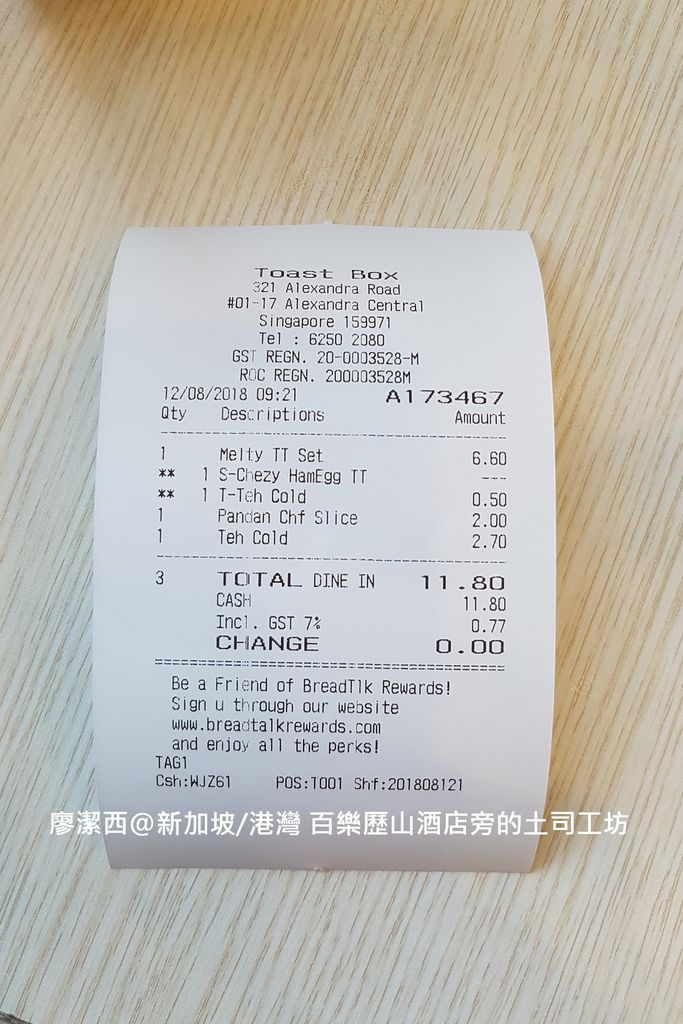 Toast Box
321 Alexandra Road
#01-17 Alexandra Central
Singapore 159971
Tel : 6250 2080
GST REGN. 20-0003528-M
ROC REGN. 200003528M
12/08/2018 09:21 A173467
Qty Descriptions Amount
1 Melty TT Set 6.60
** 1 S-Chezy HamEgg TT ---
** 1 T-Teh Cold 0.50
1 Pandan Chf Slice 2.00
1 Teh Cold 2.70
3 TOTAL DINE IN 11.80
CASH 11.80
Incl. GST 7% 0.77
CHANGE 0.00
Be a Friend of BreadTlk Rewards!
Sign u through our website
www.breadtalkrewards.com
and enjoy all the perks!
TAG1
Csh:WJZ61 POS:T001 Shf:201808121
廖潔西@新加坡/港灣 百樂歷山酒店旁的土司工坊